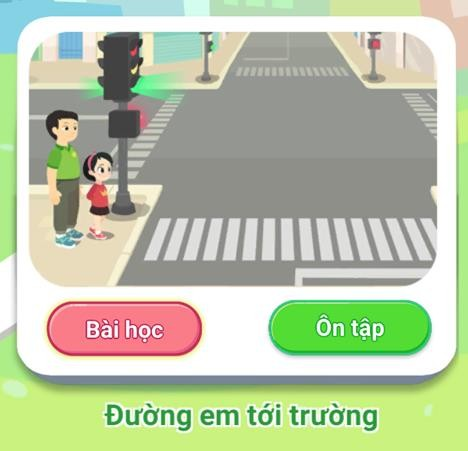 Bài học
Ôn tập
Đường em tới trường